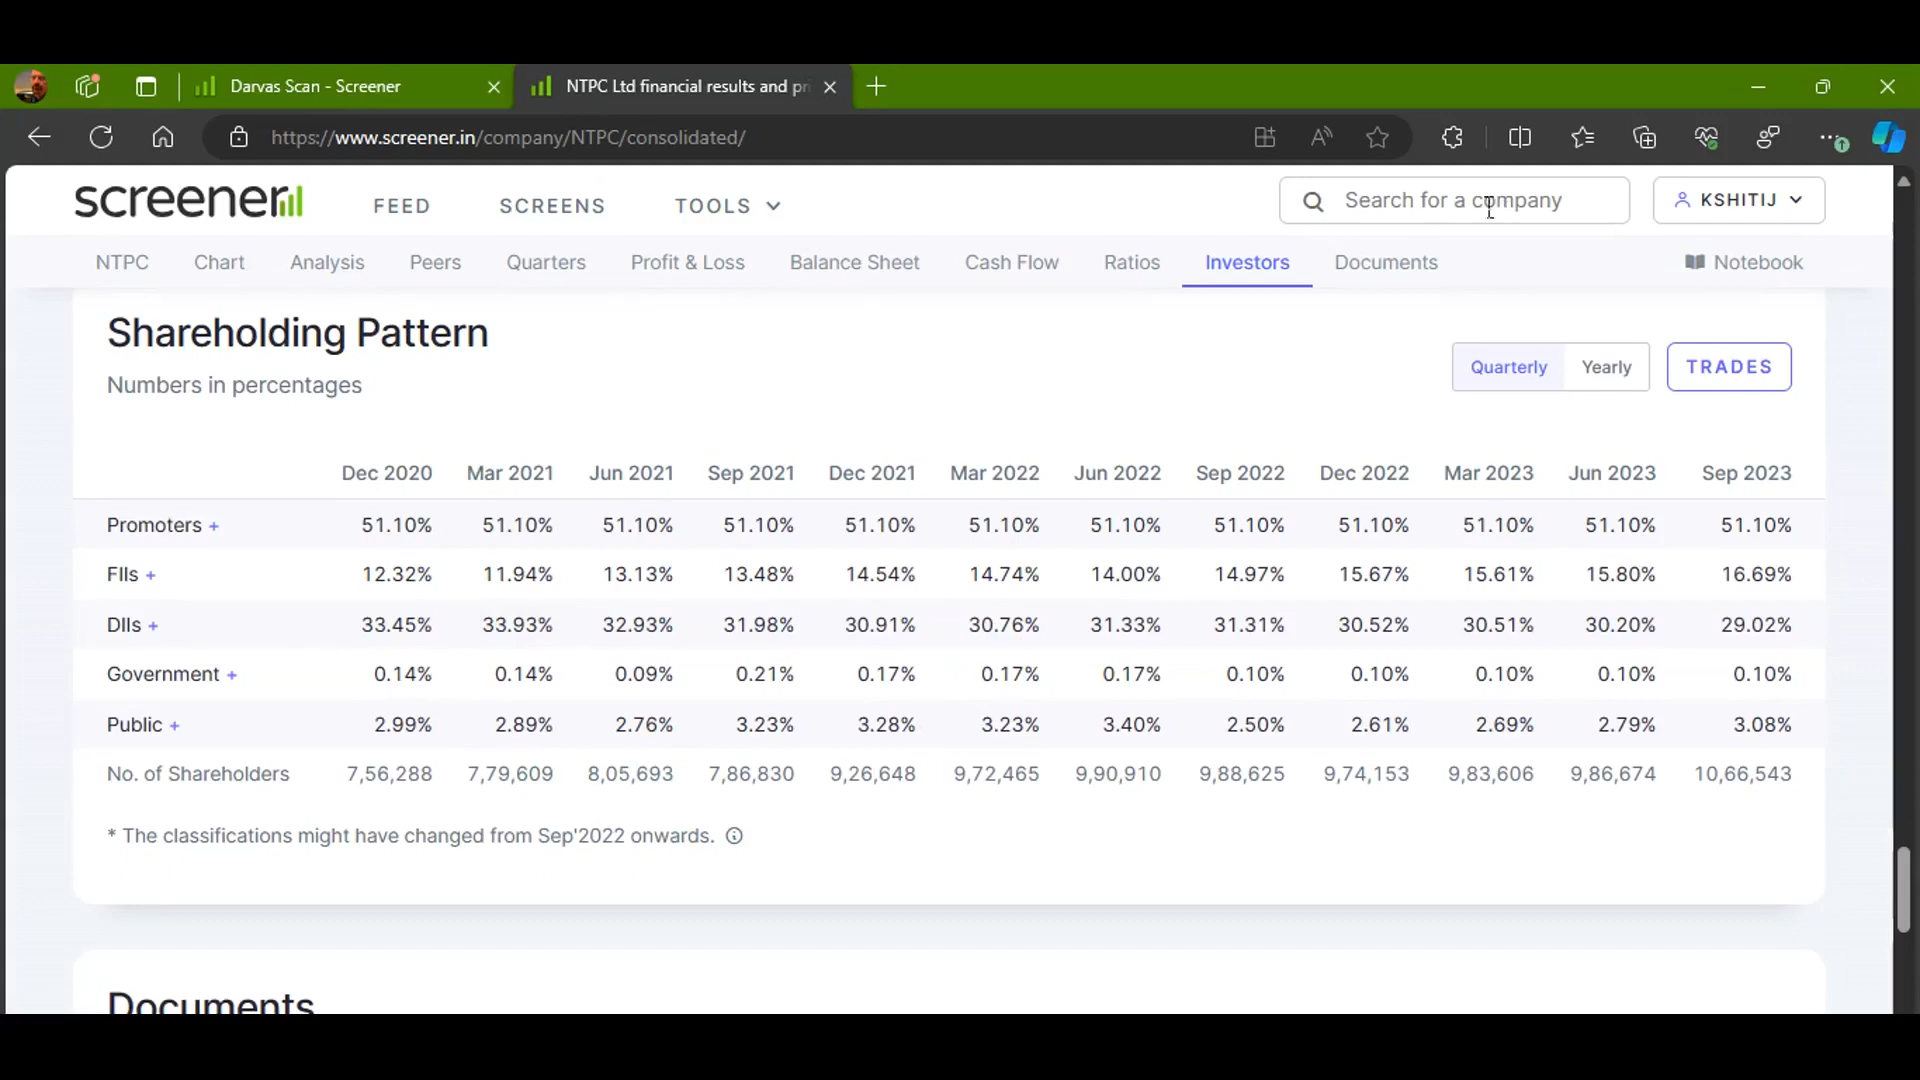 Darvas Scan - Screener
NTPC Ltd financial results and pr
https://www.screener.in/company/NTPC/consolidated/
screener
FEED SCREENS TOOLS
Search for a company
KSHITIJ
NTPC Chart Analysis Peers Quarters Profit & Loss Balance Sheet Cash Flow Ratios Investors Documents Notebook
Shareholding Pattern
Numbers in percentages
Quarterly Yearly TRADES
Dec 2020 Mar 2021 Jun 2021 Sep 2021 Dec 2021 Mar 2022 Jun 2022 Sep 2022 Dec 2022 Mar 2023 Jun 2023 Sep 2023
Promoters + 51.10% 51.10% 51.10% 51.10% 51.10% 51.10% 51.10% 51.10% 51.10% 51.10% 51.10% 51.10%
FIIs + 12.32% 11.94% 13.13% 13.48% 14.54% 14.74% 14.00% 14.97% 15.67% 15.61% 15.80% 16.69%
DIIs + 33.45% 33.93% 32.93% 31.98% 30.91% 30.76% 31.33% 31.31% 30.52% 30.51% 30.20% 29.02%
Government + 0.14% 0.14% 0.09% 0.21% 0.17% 0.17% 0.17% 0.10% 0.10% 0.10% 0.10% 0.10%
Public + 2.99% 2.89% 2.76% 3.23% 3.28% 3.23% 3.40% 2.50% 2.61% 2.69% 2.79% 3.08%
No. of Shareholders 7,56,288 7,79,609 8,05,693 7,86,830 9,26,648 9,72,465 9,90,910 9,88,625 9,74,153 9,83,606 9,86,674 10,66,543
* The classifications might have changed from Sep'2022 onwards.
Documents